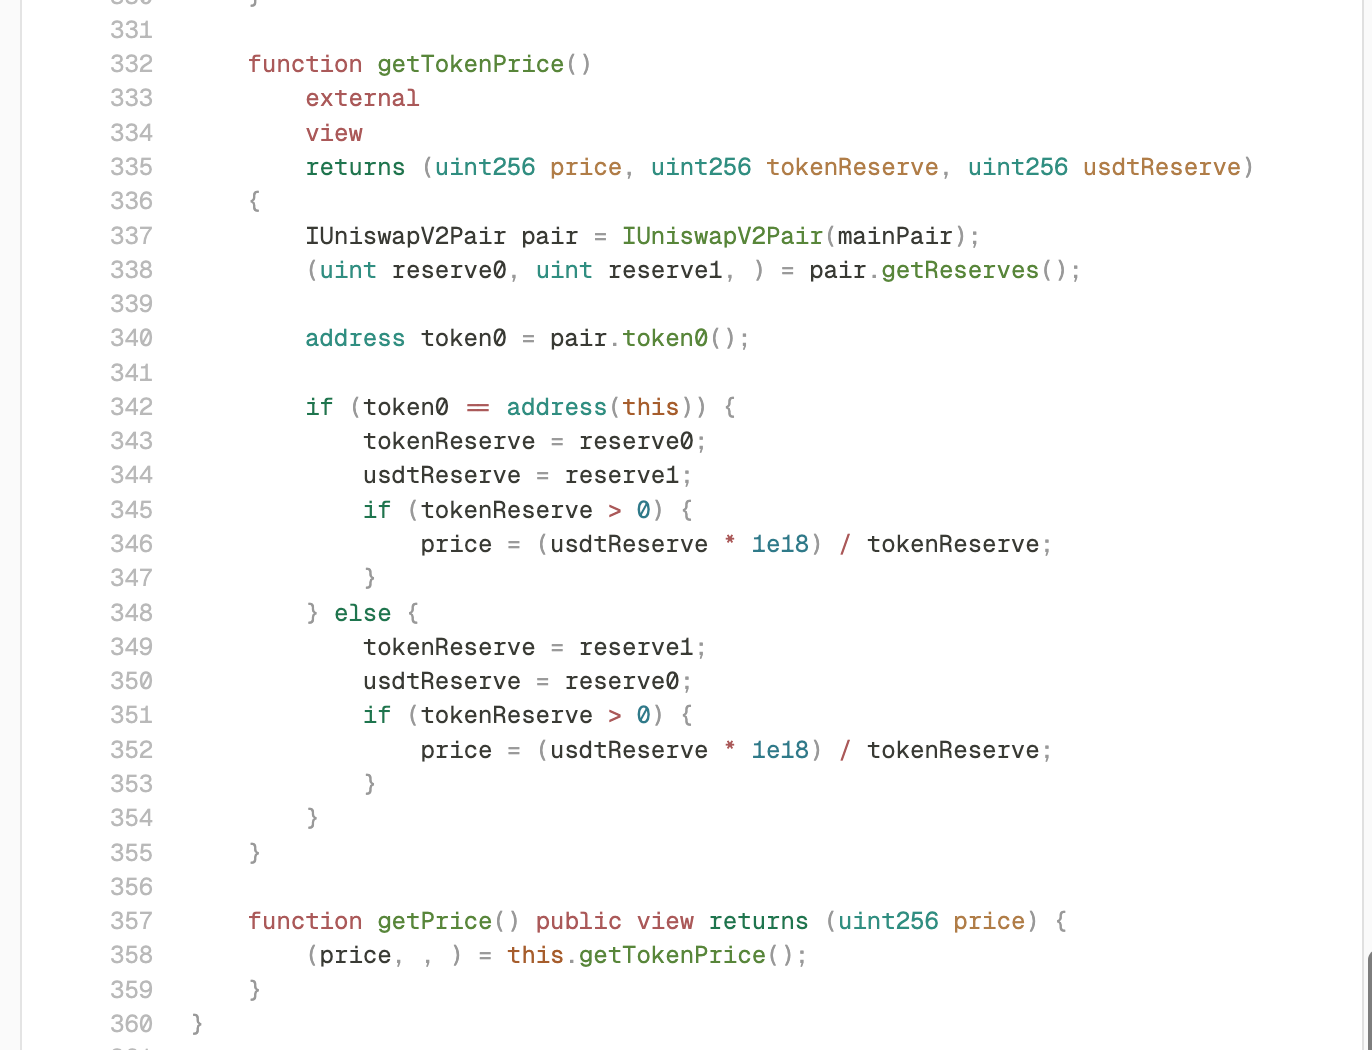 331
332 function getTokenPrice()
333 external
334 view
335 returns (uint256 price, uint256 tokenReserve, uint256 usdtReserve)
336 {
337 IUniswapV2Pair pair = IUniswapV2Pair(mainPair);
338 (uint reserve0, uint reserve1, ) = pair.getReserves();
339
340 address token0 = pair.token0();
341
342 if (token0 == address(this)) {
343 tokenReserve = reserve0;
344 usdtReserve = reserve1;
345 if (tokenReserve > 0) {
346 price = (usdtReserve * 1e18) / tokenReserve;
347 }
348 } else {
349 tokenReserve = reserve1;
350 usdtReserve = reserve0;
351 if (tokenReserve > 0) {
352 price = (usdtReserve * 1e18) / tokenReserve;
353 }
354 }
355 }
356
357 function getPrice() public view returns (uint256 price) {
358 (price, , ) = this.getTokenPrice();
359 }
360 }